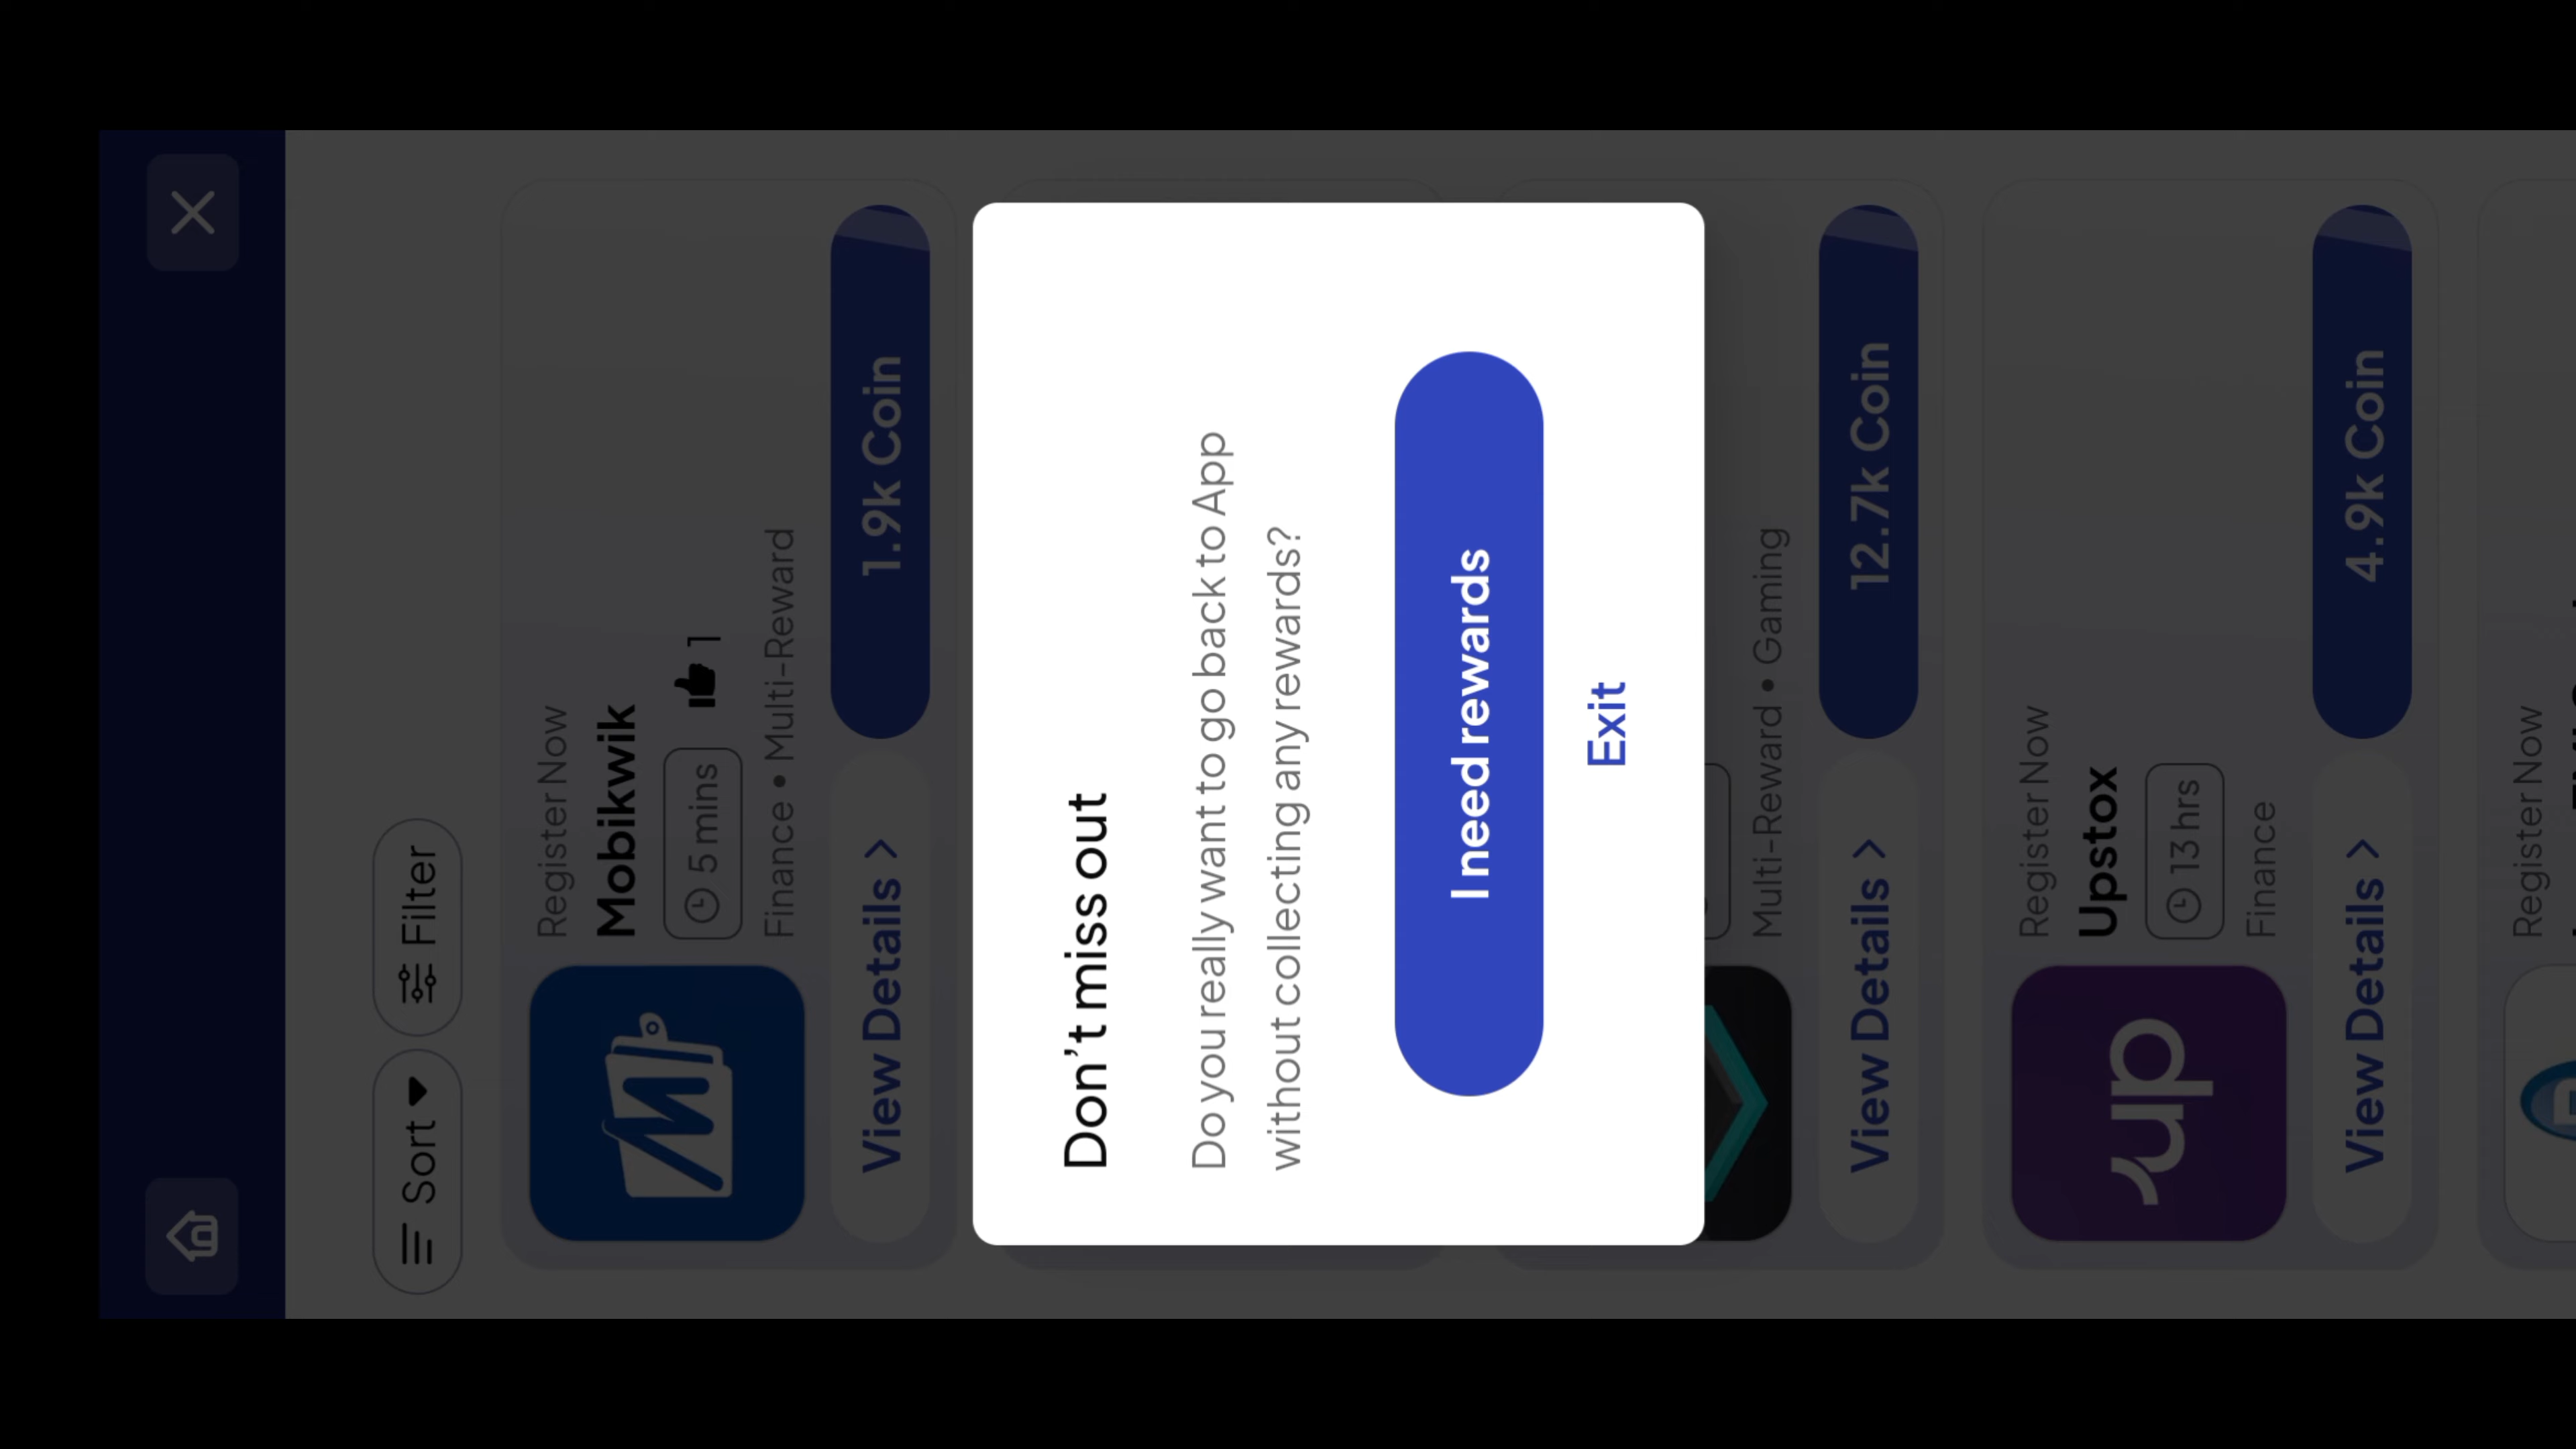 Sort
Filter
Register Now
Mobikwik
5 mins
1
Finance • Multi-Reward
View Details >
1.9k Coin
Don't miss out
Do you really want to go back to App
without collecting any rewards?
I need rewards
Exit
Multi-Reward • Gaming
View Details >
12.7k Coin
Register Now
Upstox
13 hrs
Finance
View Details >
4.9k Coin
Register Now